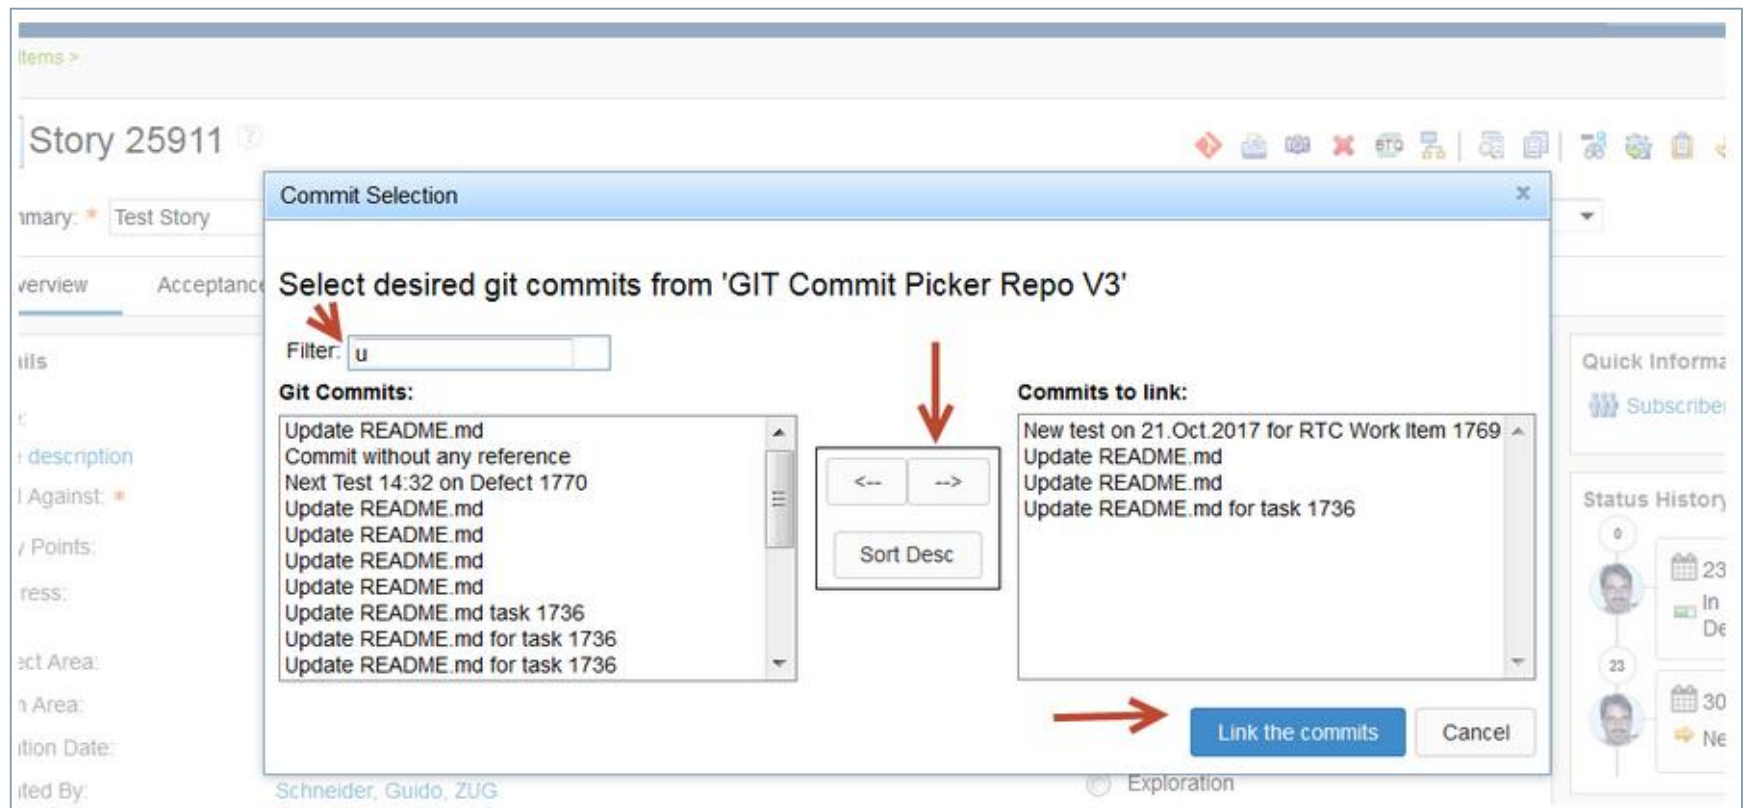 Items >
Story 25911
mmary: * Test Story
verview Acceptance
Commit Selection
Select desired git commits from 'GIT Commit Picker Repo V3'
Filter: u
Git Commits:
Update README.md
Commit without any reference
Next Test 14:32 on Defect 1770
Update README.md
Update README.md
Update README.md
Update README.md
Update README.md task 1736
Update README.md for task 1736
Update README.md for task 1736
<-- -->
Sort Desc
Commits to link:
New test on 21.Oct.2017 for RTC Work Item 1769
Update README.md
Update README.md
Update README.md for task 1736
Link the commits Cancel
ails
description
Against: *
Points:
ress:
ect Area:
Area:
ation Date:
ated By: Schneider, Guido, ZUG
Exploration
Quick Informa
Subscriber
Status History
0
23
In
De
23
30
Ne